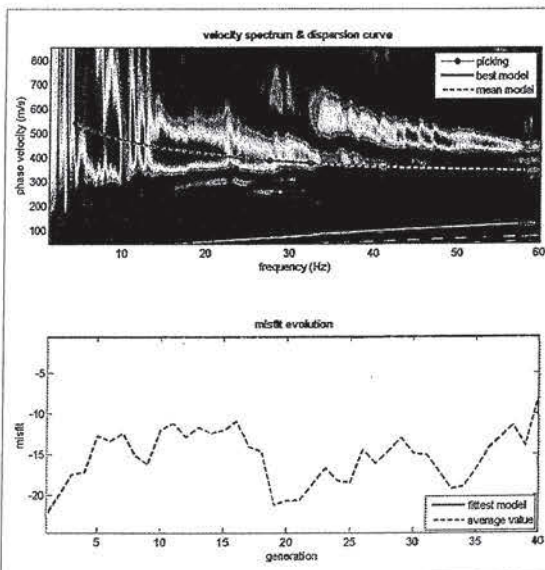 velocity spectrum & dispersion curve
800
700
600
500
400
300
200
100
phase velocity (m/s)
picking
best model
mean model
10 20 30 40 50 60
frequency (Hz)
misfit evolution
-5
-10
-15
-20
misfit
fittest model
average value
5 10 15 20 25 30 35 40
generation